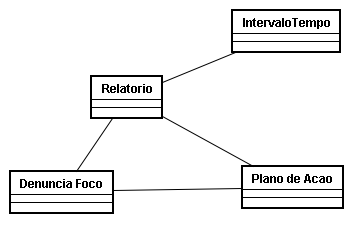 IntervaloTempo
Relatorio
Denuncia Foco
Plano de Acao